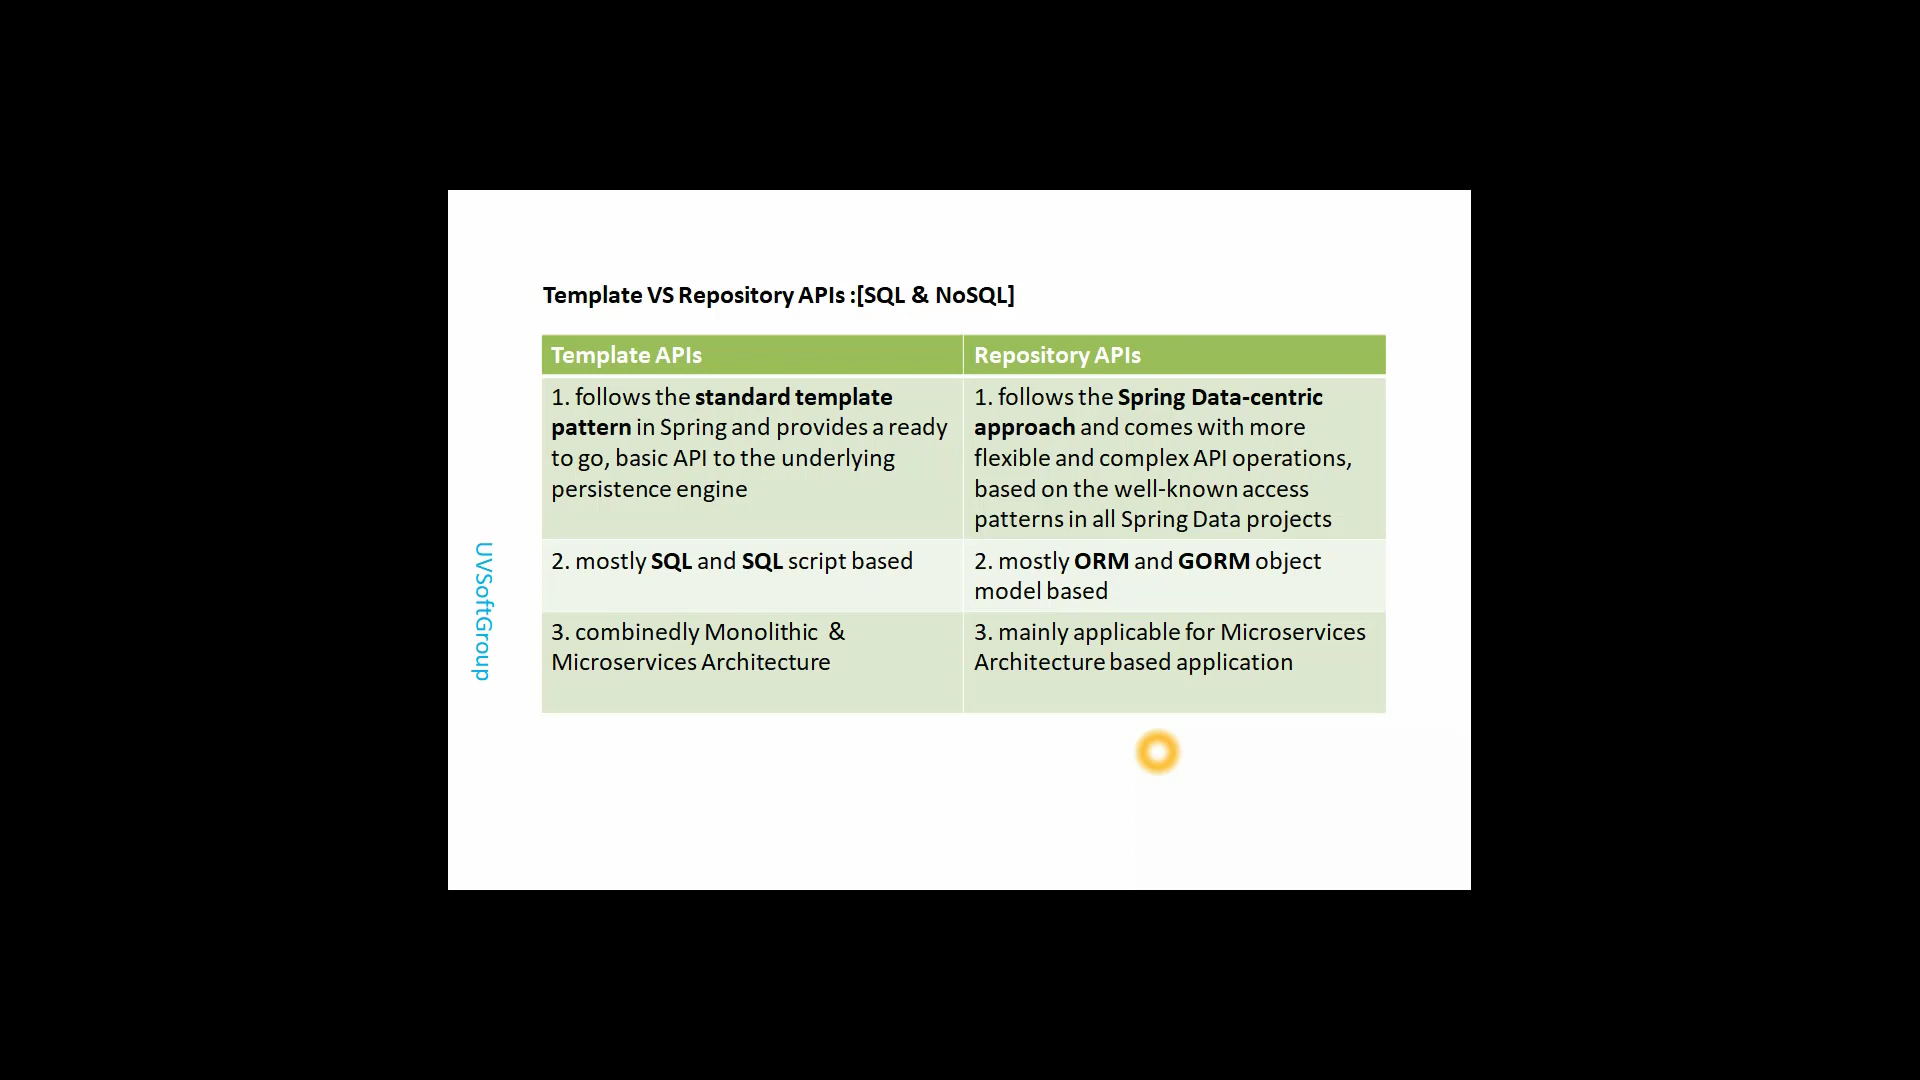 Template VS Repository APIs :[SQL & NoSQL]
Template APIs
Repository APIs
1. follows the standard template
pattern in Spring and provides a ready
to go, basic API to the underlying
persistence engine
1. follows the Spring Data-centric
approach and comes with more
flexible and complex API operations,
based on the well-known access
patterns in all Spring Data projects
2. mostly SQL and SQL script based
2. mostly ORM and GORM object
model based
3. combinedly Monolithic &
Microservices Architecture
3. mainly applicable for Microservices
Architecture based application
UVSoftGroup